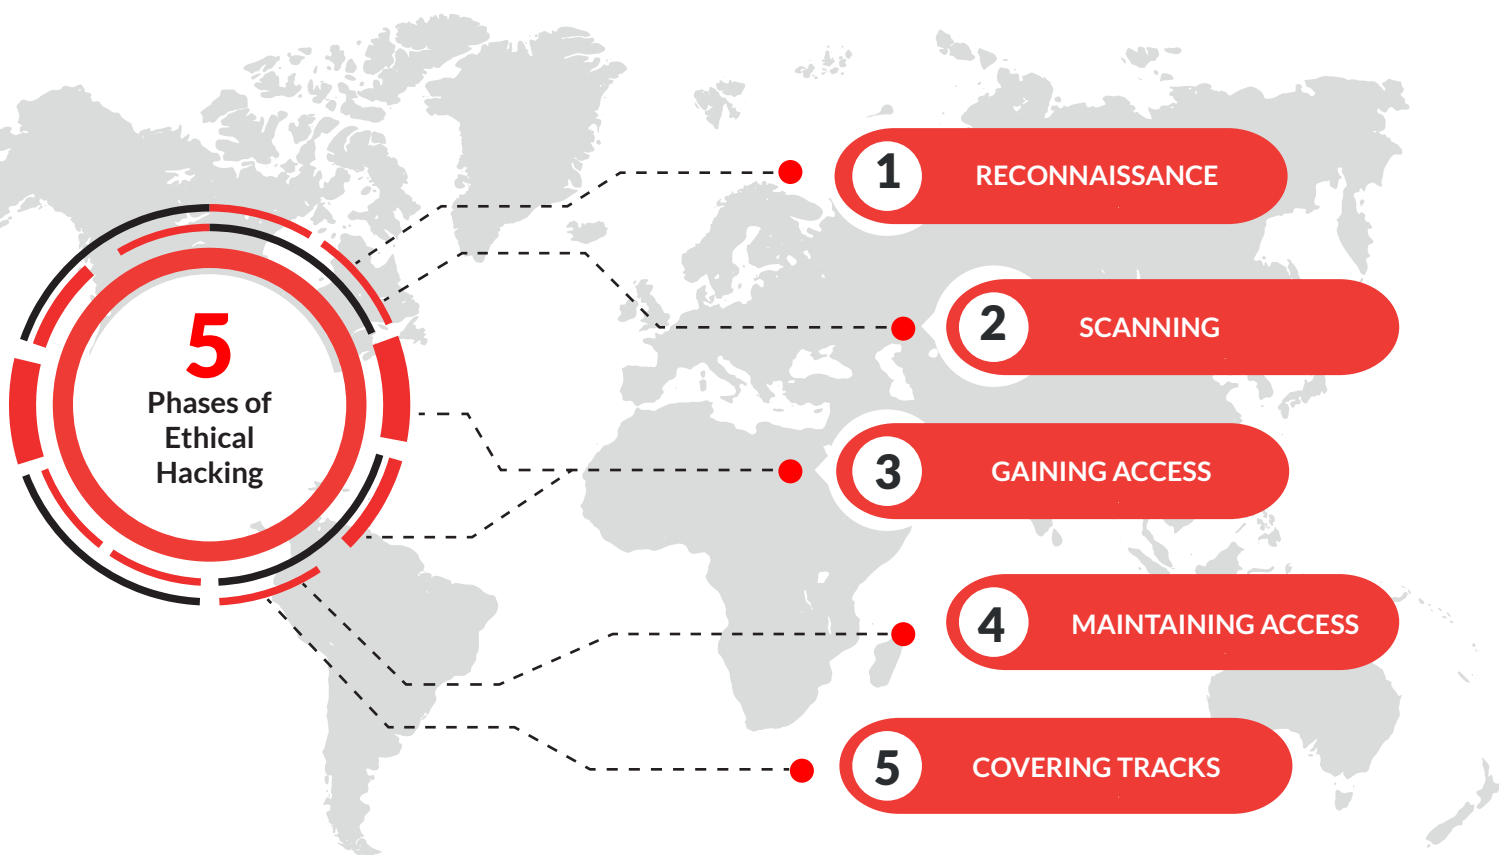 5
Phases of
Ethical
Hacking
1
RECONNAISSANCE
2
SCANNING
3
GAINING ACCESS
4
MAINTAINING ACCESS
5
COVERING TRACKS